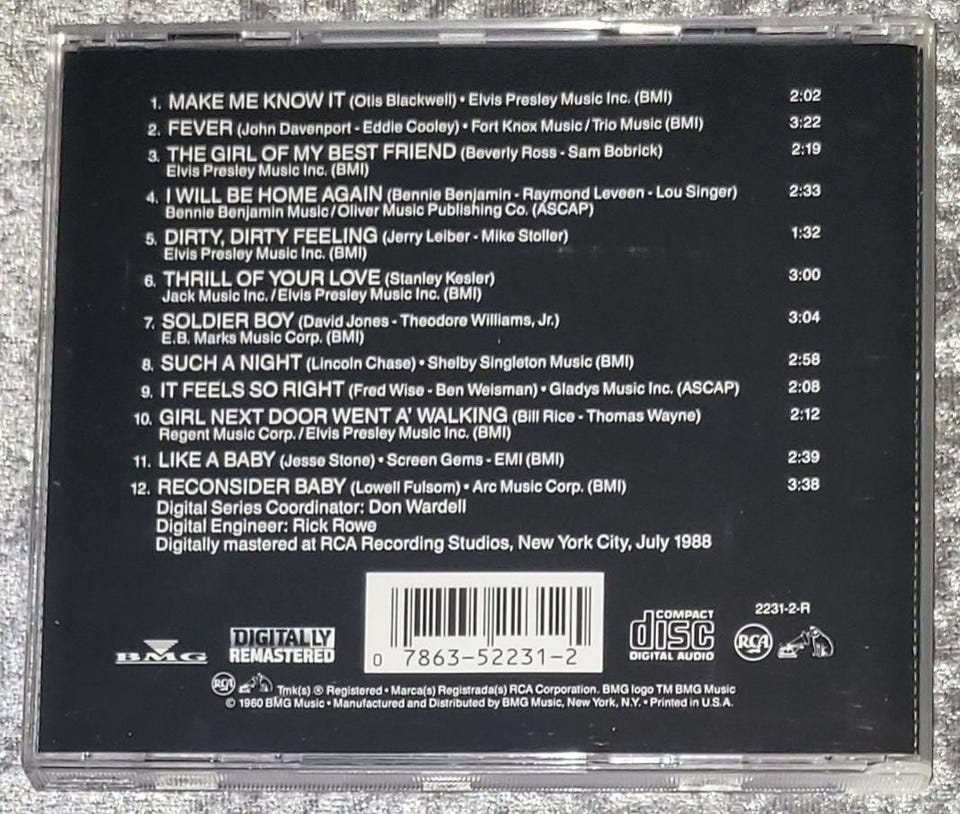 1. MAKE ME KNOW IT (Otis Blackwell) • Elvis Presley Music Inc. (BMI) 2:02
2. FEVER (John Davenport - Eddie Cooley) • Fort Knox Music / Trio Music (BMI) 3:22
3. THE GIRL OF MY BEST FRIEND (Beverly Ross - Sam Bobrick) 2:19
Elvis Presley Music Inc. (BMI)
4. I WILL BE HOME AGAIN (Bennie Benjamin - Raymond Leveen - Lou Singer) 2:33
Bennie Benjamin Music / Oliver Music Publishing Co. (ASCAP)
5. DIRTY, DIRTY FEELING (Jerry Leiber - Mike Stoller) 1:32
Elvis Presley Music Inc. (BMI)
6. THRILL OF YOUR LOVE (Stanley Kesler) 3:00
Jack Music Inc. / Elvis Presley Music Inc. (BMI)
7. SOLDIER BOY (David Jones - Theodore Williams, Jr.) 3:04
E.B. Marks Music Corp. (BMI)
8. SUCH A NIGHT (Lincoln Chase) • Shelby Singleton Music (BMI) 2:58
9. IT FEELS SO RIGHT (Fred Wise - Ben Weisman) • Gladys Music Inc. (ASCAP) 2:08
10. GIRL NEXT DOOR WENT A' WALKING (Bill Rice - Thomas Wayne) 2:12
Regent Music Corp. / Elvis Presley Music Inc. (BMI)
11. LIKE A BABY (Jesse Stone) • Screen Gems - EMI (BMI) 2:39
12. RECONSIDER BABY (Lowell Fulsom) • Arc Music Corp. (BMI) 3:38
Digital Series Coordinator: Don Wardell
Digital Engineer: Rick Rowe
Digitally mastered at RCA Recording Studios, New York City, July 1988
BMG
DIGITALLY
REMASTERED
0 7863-52231-2
COMPACT
disc
DIGITAL AUDIO
2231-2-R
RCA
RCA Tmk(s) ® Registered • Marca(s) Registrada(s) RCA Corporation. BMG logo TM BMG Music
© 1960 BMG Music • Manufactured and Distributed by BMG Music, New York, N.Y. • Printed in U.S.A.